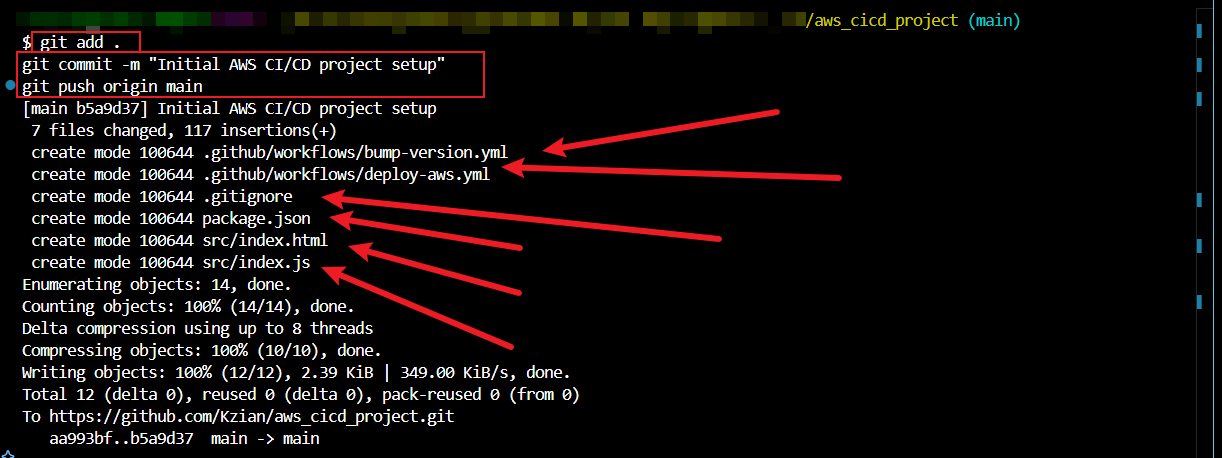 /aws_cicd_project (main)
$ git add .
git commit -m "Initial AWS CI/CD project setup"
git push origin main
[main b5a9d37] Initial AWS CI/CD project setup
 7 files changed, 117 insertions(+)
 create mode 100644 .github/workflows/bump-version.yml
 create mode 100644 .github/workflows/deploy-aws.yml
 create mode 100644 .gitignore
 create mode 100644 package.json
 create mode 100644 src/index.html
 create mode 100644 src/index.js
Enumerating objects: 14, done.
Counting objects: 100% (14/14), done.
Delta compression using up to 8 threads
Compressing objects: 100% (10/10), done.
Writing objects: 100% (12/12), 2.39 KiB | 349.00 KiB/s, done.
Total 12 (delta 0), reused 0 (delta 0), pack-reused 0 (from 0)
To https://github.com/Kzian/aws_cicd_project.git
   aa993bf..b5a9d37  main -> main